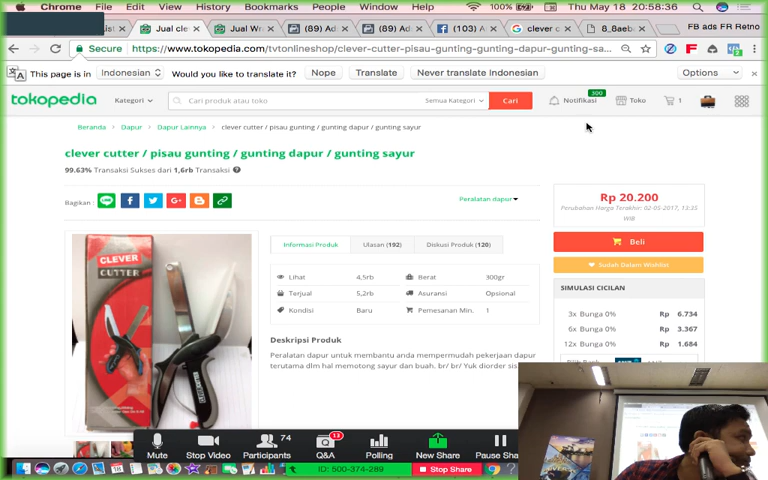 Chrome File Edit View History Bookmarks People Window Help 100% Thu May 18 20:58:36
Jual cle Jual Wr (89) Ad (89) Ad (103) A clever c 8_8aeb FB ads FR Retno
Secure https://www.tokopedia.com/tvtonlineshop/clever-cutter-pisau-gunting-gunting-dapur-gunting-sa...
This page is in Indonesian Would you like to translate it? Nope Translate Never translate Indonesian Options
tokopedia Kategori Cari produk atau toko Semua Kategori Cari Notifikasi 300 Toko 1
Beranda > Dapur > Dapur Lainnya > clever cutter / pisau gunting / gunting dapur / gunting sayur
clever cutter / pisau gunting / gunting dapur / gunting sayur
99.63% Transaksi Sukses dari 1,6rb Transaksi
Bagikan : Peralatan dapur
Rp 20.200
Perubahan Harga Terakhir: 02-05-2017, 13:35
WIB
Beli
Sudah Dalam Wishlist
SIMULASI CICILAN
3x Bunga 0% Rp 6.734
6x Bunga 0% Rp 3.367
12x Bunga 0% Rp 1.684
CLEVER
CUTTER
Informasi Produk Ulasan (192) Diskusi Produk (120)
Lihat 4,5rb Berat 300gr
Terjual 5,2rb Asuransi Opsional
Kondisi Baru Pemesanan Min. 1
Deskripsi Produk
Peralatan dapur untuk membantu anda mempermudah pekerjaan dapur
terutama dlm hal memotong sayur dan buah. br/ br/ Yuk diorder sis
Mute Stop Video Participants 74 Q&A 13 Polling New Share Pause Sh
ID: 500-374-289 Stop Share